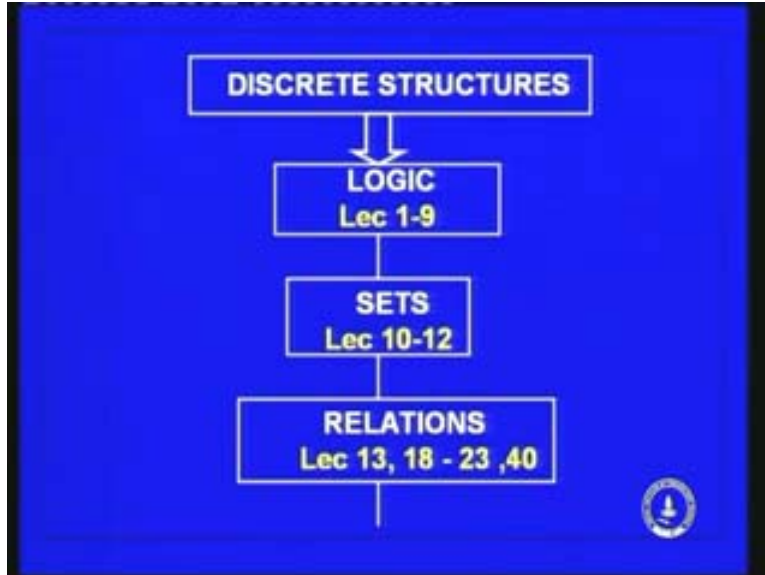 DISCRETE STRUCTURES
LOGIC
Lec 1-9
SETS
Lec 10-12
RELATIONS
Lec 13, 18 - 23 ,40